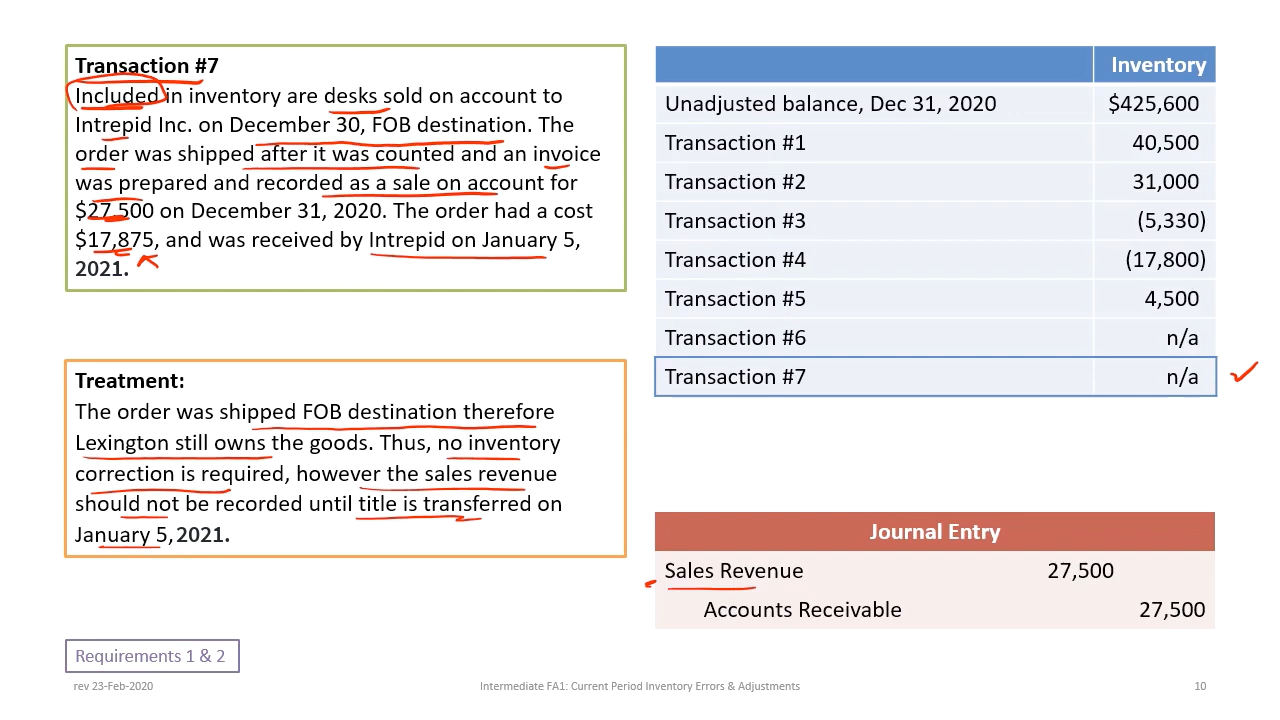 Transaction #7
Included in inventory are desks sold on account to
Intrepid Inc. on December 30, FOB destination. The
order was shipped after it was counted and an invoice
was prepared and recorded as a sale on account for
$27,500 on December 31, 2020. The order had a cost
$17,875, and was received by Intrepid on January 5,
2021.
Inventory
Unadjusted balance, Dec 31, 2020 $425,600
Transaction #1 40,500
Transaction #2 31,000
Transaction #3 (5,330)
Transaction #4 (17,800)
Transaction #5 4,500
Transaction #6 n/a
Transaction #7 n/a
Treatment:
The order was shipped FOB destination therefore
Lexington still owns the goods. Thus, no inventory
correction is required, however the sales revenue
should not be recorded until title is transferred on
January 5, 2021.
Journal Entry
Sales Revenue 27,500
Accounts Receivable 27,500
Requirements 1 & 2
rev 23-Feb-2020 Intermediate FA1: Current Period Inventory Errors & Adjustments 10